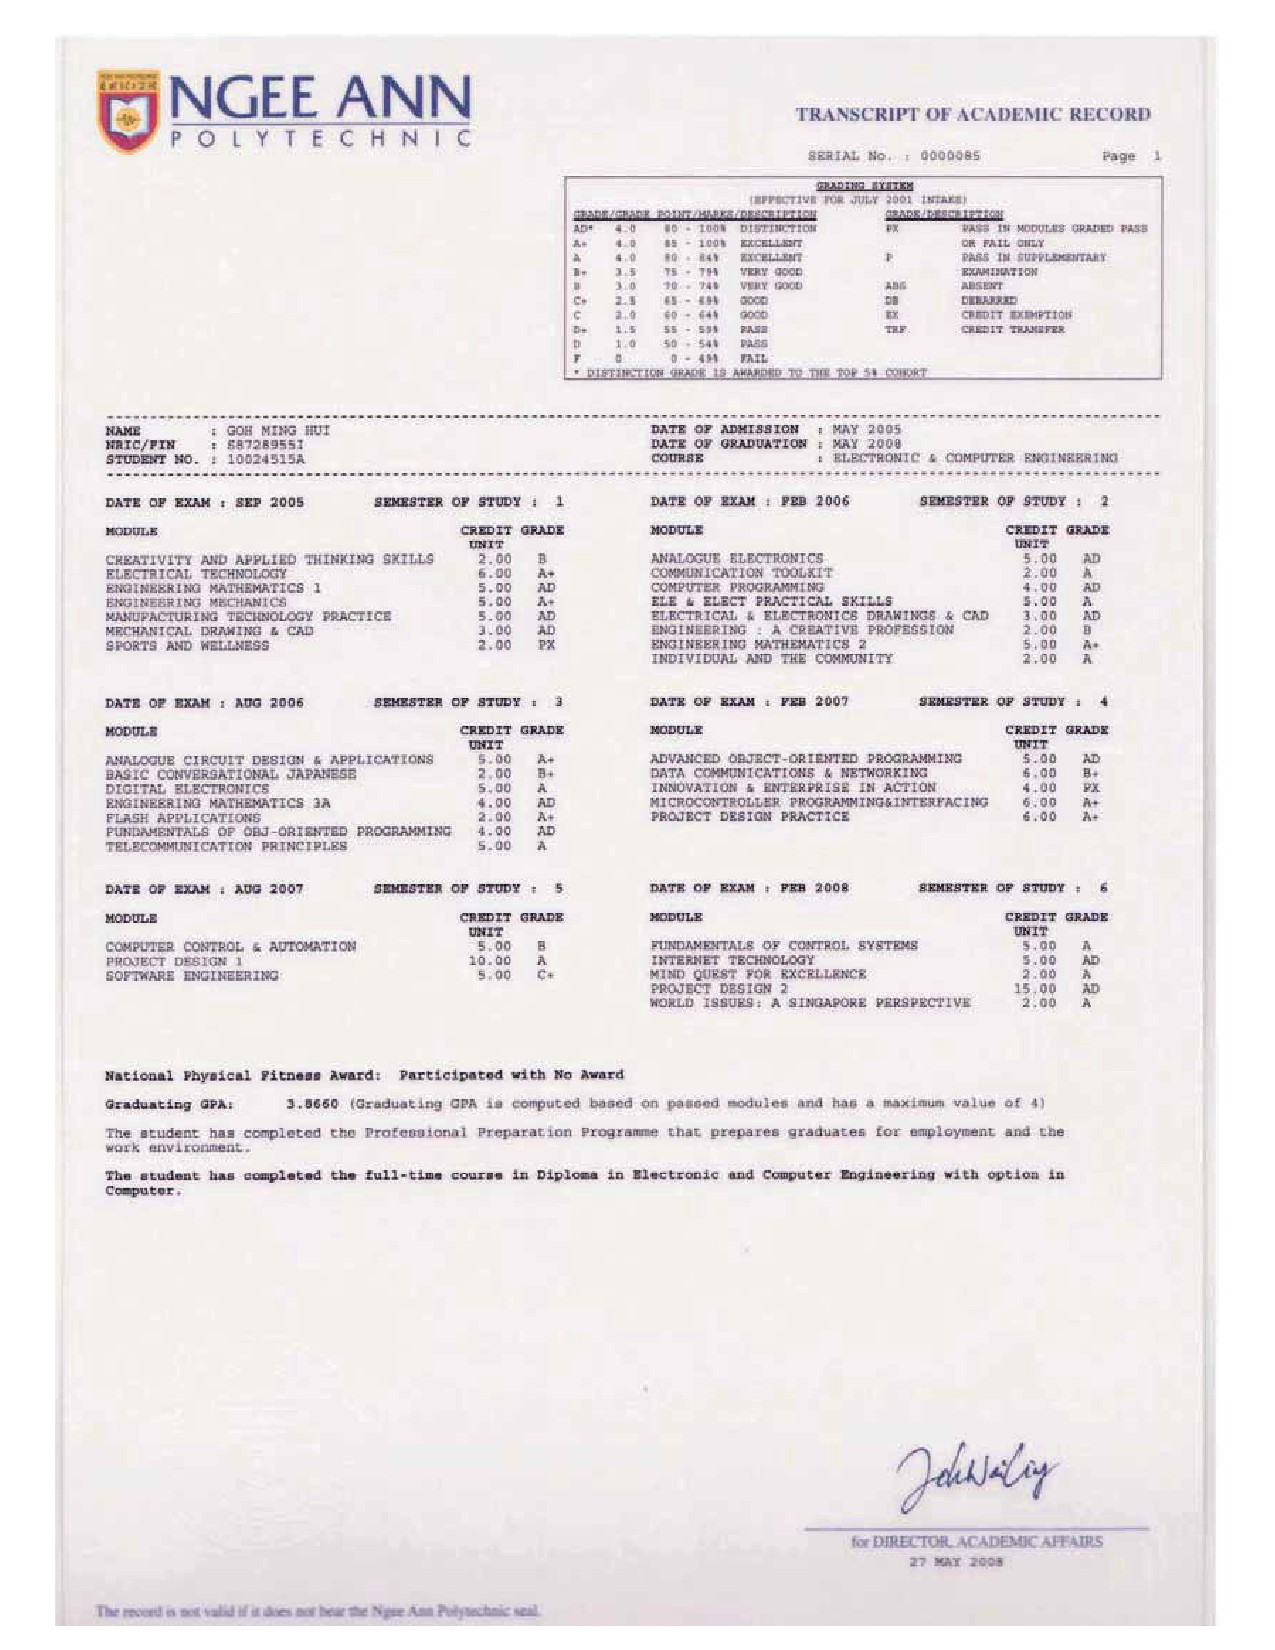 NGEE ANN
POLYTECHNIC
TRANSCRIPT OF ACADEMIC RECORD
SERIAL No. : 0000085 Page 1
GRADING SYSTEM
(EFFECTIVE FOR JULY 2001 INTAKE)
GRADE/GRADE POINT/MARKS/DESCRIPTION GRADE/DESCRIPTION
AD* 4.0 80 - 100% DISTINCTION PX PASS IN MODULES GRADED PASS
A+ 4.0 85 - 100% EXCELLENT OR FAIL ONLY
A 4.0 80 - 84% EXCELLENT P PASS IN SUPPLEMENTARY
B+ 3.5 75 - 79% VERY GOOD EXAMINATION
B 3.0 70 - 74% VERY GOOD ABS ABSENT
C+ 2.5 65 - 69% GOOD DB DEBARRED
C 2.0 60 - 64% GOOD EX CREDIT EXEMPTION
D+ 1.5 55 - 59% PASS TRF CREDIT TRANSFER
D 1.0 50 - 54% PASS
F 0 0 - 49% FAIL
* DISTINCTION GRADE IS AWARDED TO THE TOP 5% COHORT
NAME : GOH MING HUI DATE OF ADMISSION : MAY 2005
NRIC/FIN : S8728955I DATE OF GRADUATION : MAY 2008
STUDENT NO. : 10024515A COURSE : ELECTRONIC & COMPUTER ENGINEERING
DATE OF EXAM : SEP 2005 SEMESTER OF STUDY : 1
MODULE CREDIT GRADE
UNIT
CREATIVITY AND APPLIED THINKING SKILLS 2.00 B
ELECTRICAL TECHNOLOGY 6.00 A+
ENGINEERING MATHEMATICS 1 5.00 AD
ENGINEERING MECHANICS 5.00 A+
MANUFACTURING TECHNOLOGY PRACTICE 5.00 AD
MECHANICAL DRAWING & CAD 3.00 AD
SPORTS AND WELLNESS 2.00 PX
DATE OF EXAM : FEB 2006 SEMESTER OF STUDY : 2
MODULE CREDIT GRADE
UNIT
ANALOGUE ELECTRONICS 5.00 AD
COMMUNICATION TOOLKIT 2.00 A
COMPUTER PROGRAMMING 4.00 AD
ELE & ELECT PRACTICAL SKILLS 5.00 A
ELECTRICAL & ELECTRONICS DRAWINGS & CAD 3.00 AD
ENGINEERING : A CREATIVE PROFESSION 2.00 B
ENGINEERING MATHEMATICS 2 5.00 A+
INDIVIDUAL AND THE COMMUNITY 2.00 A
DATE OF EXAM : AUG 2006 SEMESTER OF STUDY : 3
MODULE CREDIT GRADE
UNIT
ANALOGUE CIRCUIT DESIGN & APPLICATIONS 5.00 A+
BASIC CONVERSATIONAL JAPANESE 2.00 B+
DIGITAL ELECTRONICS 5.00 A
ENGINEERING MATHEMATICS 3A 4.00 AD
FLASH APPLICATIONS 2.00 A+
FUNDAMENTALS OF OBJ-ORIENTED PROGRAMMING 4.00 AD
TELECOMMUNICATION PRINCIPLES 5.00 A
DATE OF EXAM : FEB 2007 SEMESTER OF STUDY : 4
MODULE CREDIT GRADE
UNIT
ADVANCED OBJECT-ORIENTED PROGRAMMING 5.00 AD
DATA COMMUNICATIONS & NETWORKING 6.00 B+
INNOVATION & ENTERPRISE IN ACTION 4.00 PX
MICROCONTROLLER PROGRAMMING&INTERFACING 6.00 A+
PROJECT DESIGN PRACTICE 6.00 A+
DATE OF EXAM : AUG 2007 SEMESTER OF STUDY : 5
MODULE CREDIT GRADE
UNIT
COMPUTER CONTROL & AUTOMATION 5.00 B
PROJECT DESIGN 1 10.00 A
SOFTWARE ENGINEERING 5.00 C+
DATE OF EXAM : FEB 2008 SEMESTER OF STUDY : 6
MODULE CREDIT GRADE
UNIT
FUNDAMENTALS OF CONTROL SYSTEMS 5.00 A
INTERNET TECHNOLOGY 5.00 AD
MIND QUEST FOR EXCELLENCE 2.00 A
PROJECT DESIGN 2 15.00 AD
WORLD ISSUES: A SINGAPORE PERSPECTIVE 2.00 A
National Physical Fitness Award: Participated with No Award
Graduating GPA: 3.8660 (Graduating GPA is computed based on passed modules and has a maximum value of 4)
The student has completed the Professional Preparation Programme that prepares graduates for employment and the
work environment.
The student has completed the full-time course in Diploma in Electronic and Computer Engineering with option in
Computer.
for DIRECTOR, ACADEMIC AFFAIRS
27 MAY 2008
The record is not valid if it does not bear the Ngee Ann Polytechnic seal.